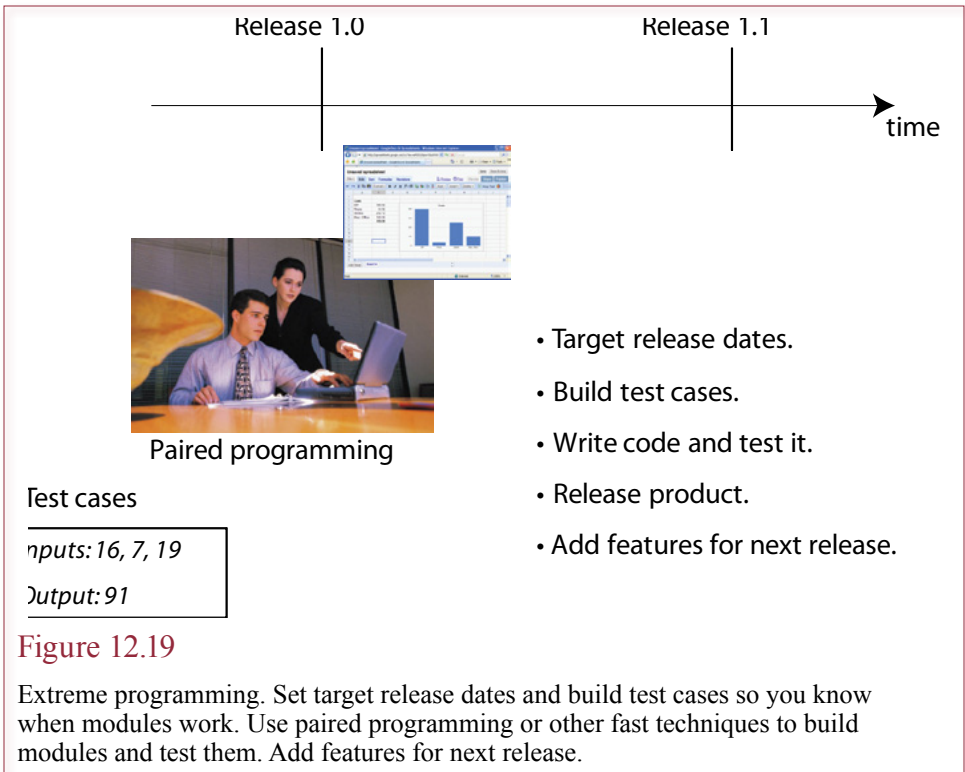 Release 1.0
Release 1.1
time
Paired programming
Test cases
nputs: 16, 7, 19
Output: 91
• Target release dates.
• Build test cases.
• Write code and test it.
• Release product.
• Add features for next release.
Figure 12.19
Extreme programming. Set target release dates and build test cases so you know
when modules work. Use paired programming or other fast techniques to build
modules and test them. Add features for next release.